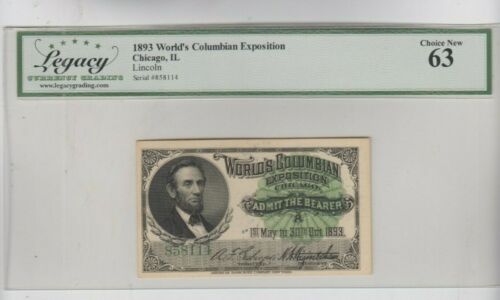 Legacy
CURRENCY GRADING
www.legacygrading.com
1893 World's Columbian Exposition
Chicago, IL
Lincoln
Serial #858114
Choice New
63
WORLD'S COLUMBIAN
EXPOSITION
CHICAGO
ADMIT THE BEARER
A
1ST May to 30TH Oct. 1893.
858114